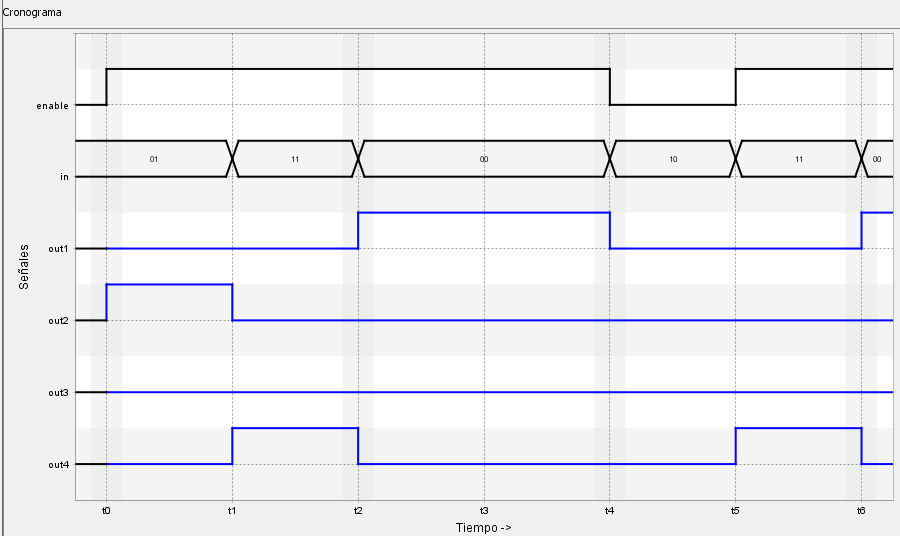 Cronograma
enable
01 11 00 10 11 00
in
out1
Señales
out2
out3
out4
t0 t1 t2 t3 t4 t5 t6
Tiempo ->